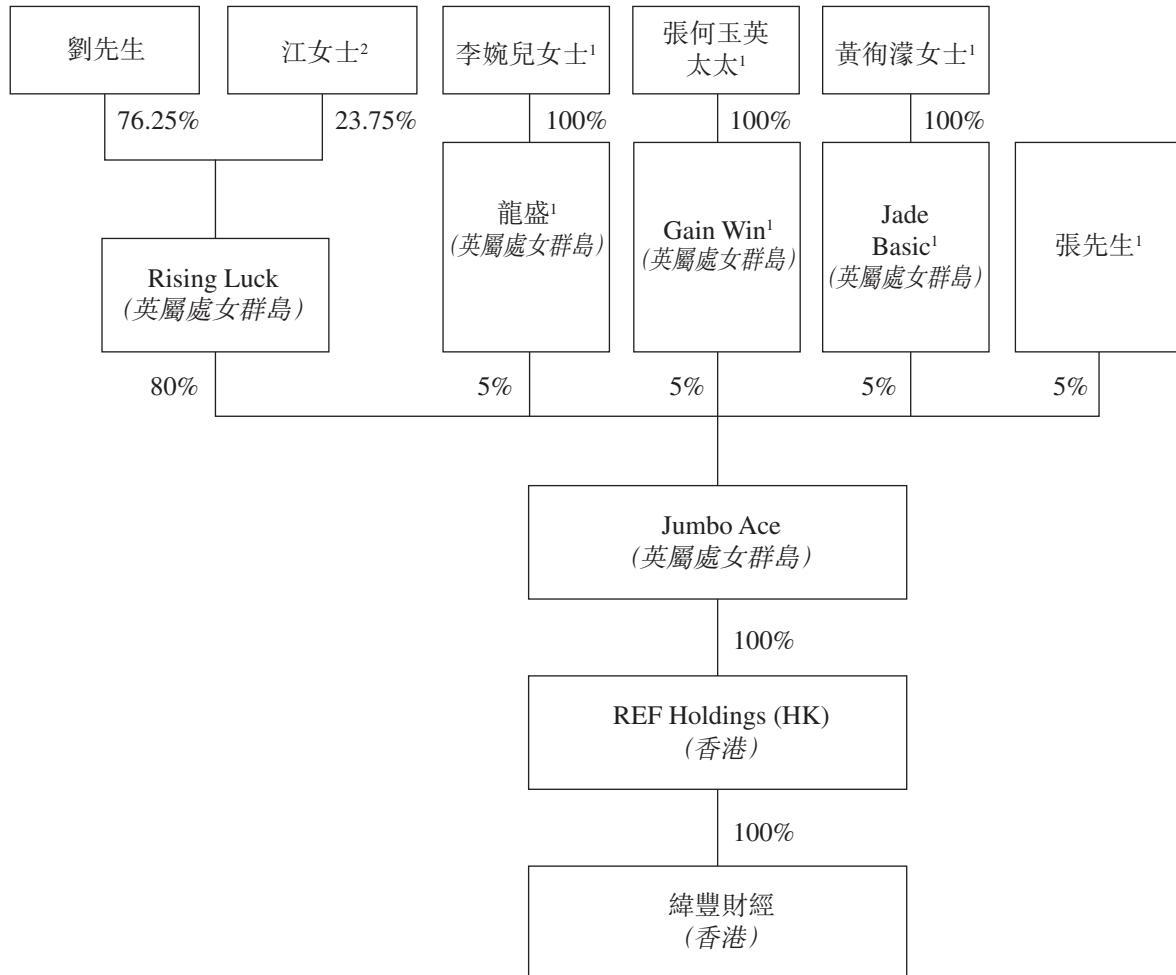 劉先生
江女士²
李婉兒女士¹
張何玉英
太太¹
黃徇濛女士¹
76.25%
23.75%
100%
100%
100%
Rising Luck
(英屬處女群島)
龍盛¹
(英屬處女群島)
Gain Win¹
(英屬處女群島)
Jade
Basic¹
(英屬處女群島)
張先生¹
80%
5%
5%
5%
5%
Jumbo Ace
(英屬處女群島)
100%
REF Holdings (HK)
(香港)
100%
緯豐財經
(香港)